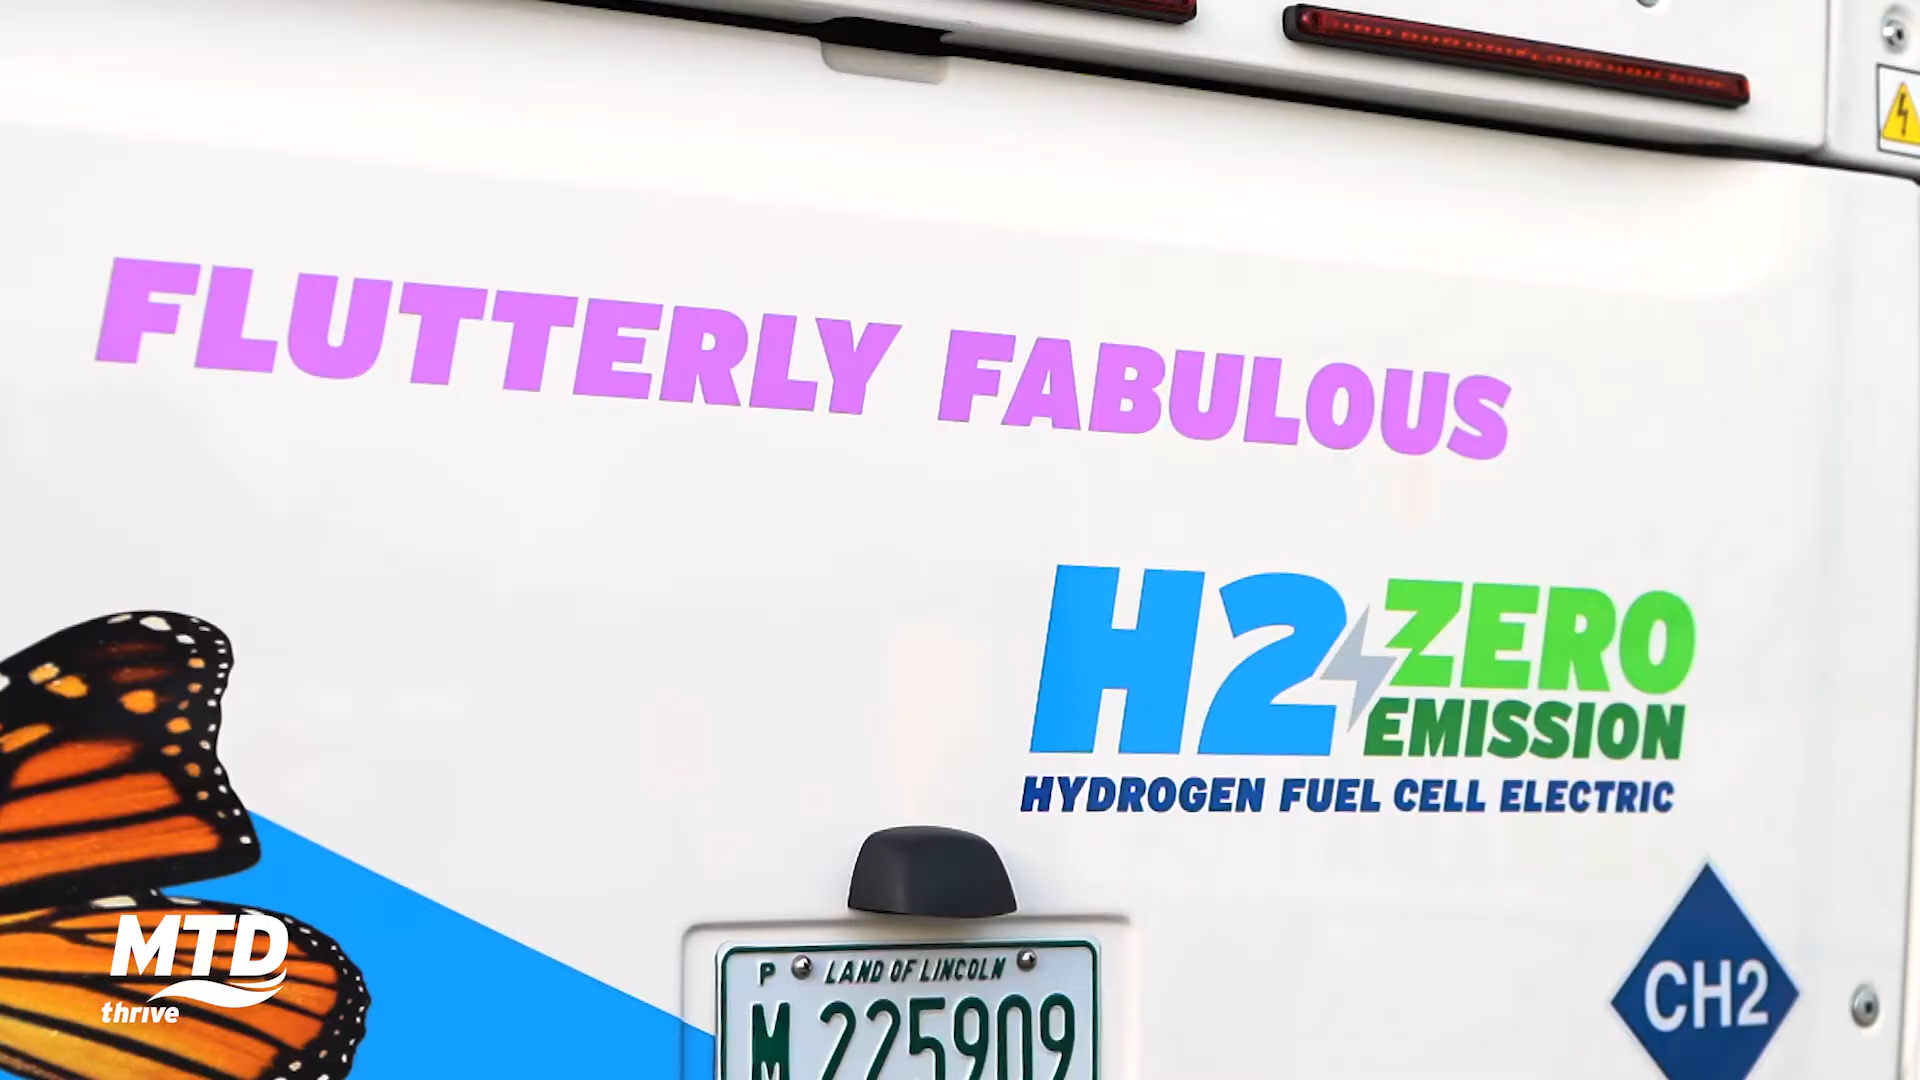 FLUTTERLY FABULOUS
H2 ZERO
EMISSION
HYDROGEN FUEL CELL ELECTRIC
P LAND OF LINCOLN
M 225909
CH2
MTD
thrive